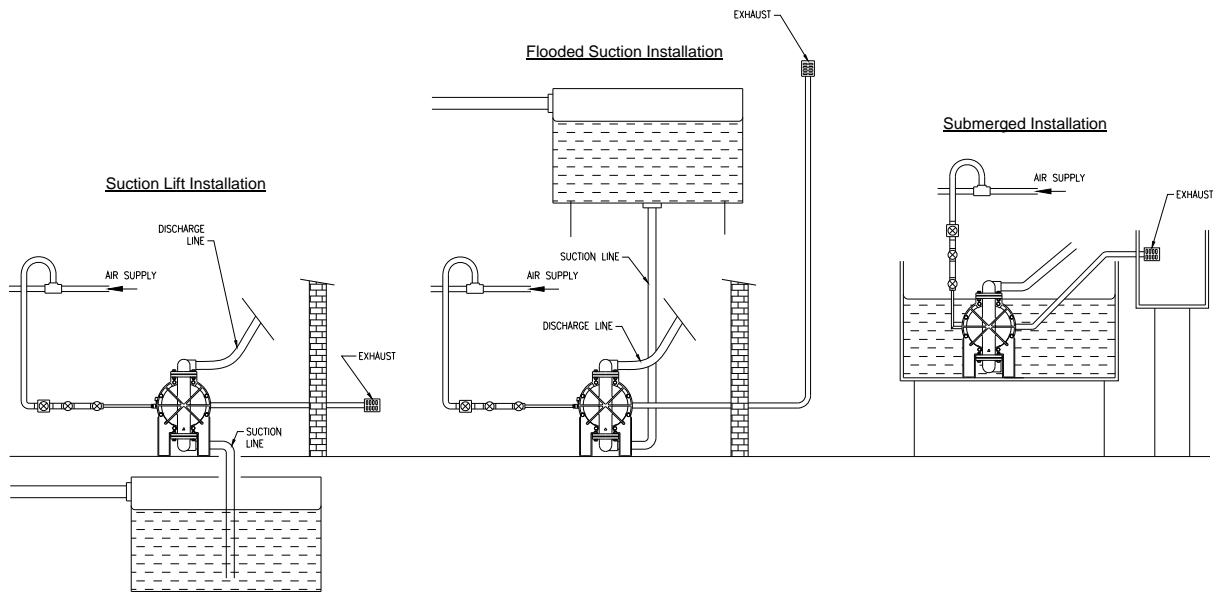 Suction Lift Installation
DISCHARGE
LINE
AIR SUPPLY
EXHAUST
SUCTION
LINE
Flooded Suction Installation
EXHAUST
SUCTION LINE
AIR SUPPLY
DISCHARGE LINE
Submerged Installation
AIR SUPPLY
EXHAUST